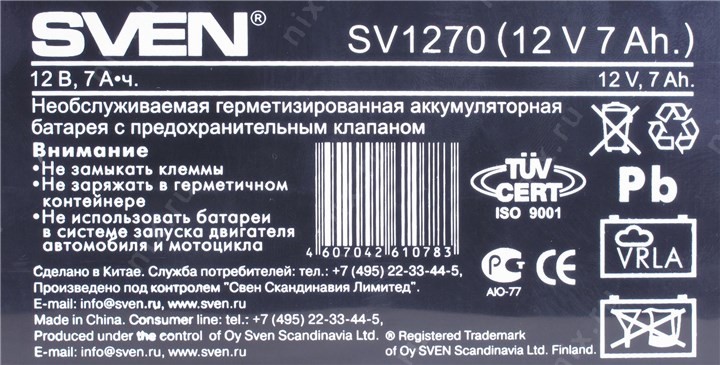 SVEN®
SV1270 (12 V 7 Ah.)
12 В, 7 А•ч.
12 V, 7 Ah.
Необслуживаемая герметизированная аккумуляторная
батарея с предохранительным клапаном
Внимание
•Не замыкать клеммы
•Не заряжать в герметичном
контейнере
•Не использовать батареи
в системе запуска двигателя
автомобиля и мотоцикла
4 607042 610783
TÜV
CERT
ISO 9001
Pb
VRLA
Сделано в Китае. Служба потребителей: тел.: +7 (495) 22-33-44-5,
Произведено под контролем "Свен Скандинавия Лимитед".
E-mail: info@sven.ru, www.sven.ru
РС
АЮ-77
Made in China. Consumer line: tel.: +7 (495) 22-33-44-5,
Produced under the control of Oy Sven Scandinavia Ltd.
E-mail: info@sven.ru www.sven.ru
® Registered Trademark
of Oy SVEN Scandinavia Ltd. Finland.